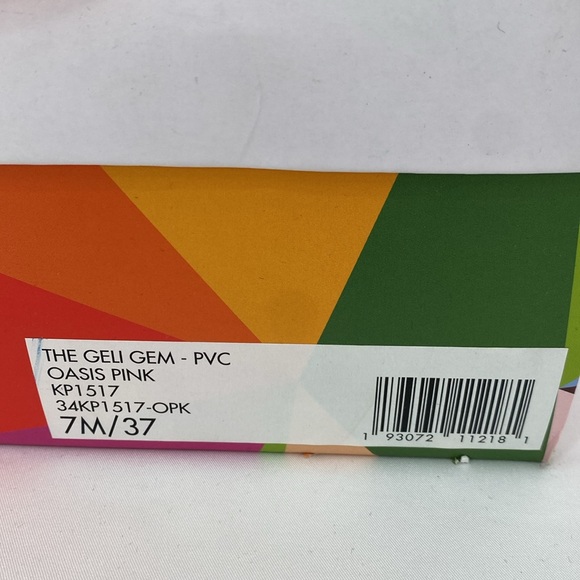 THE GELI GEM - PVC
OASIS PINK
KP1517
34KP1517-OPK
7M/37
1 93072 11218 1